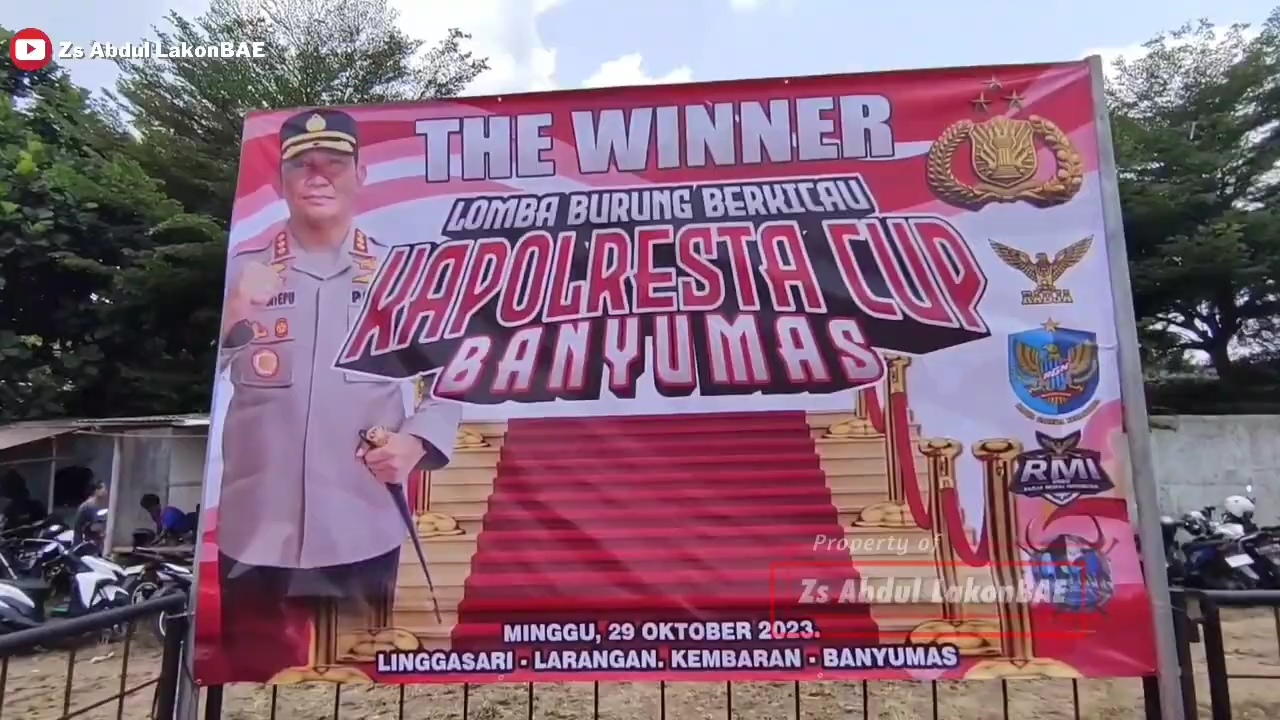 Zs Abdul LakonBAE
THE WINNER
LOMBA BURUNG BERKICAU
KAPOLRESTA CUP
BANYUMAS
BGN
RMI
Property of
Zs Abdul LakonBAE
MINGGU, 29 OKTOBER 2023.
LINGGASARI - LARANGAN. KEMBARAN - BANYUMAS